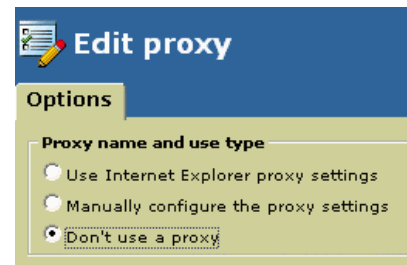 Edit proxy
Options
Proxy name and use type
Use Internet Explorer proxy settings
Manually configure the proxy settings
Don't use a proxy